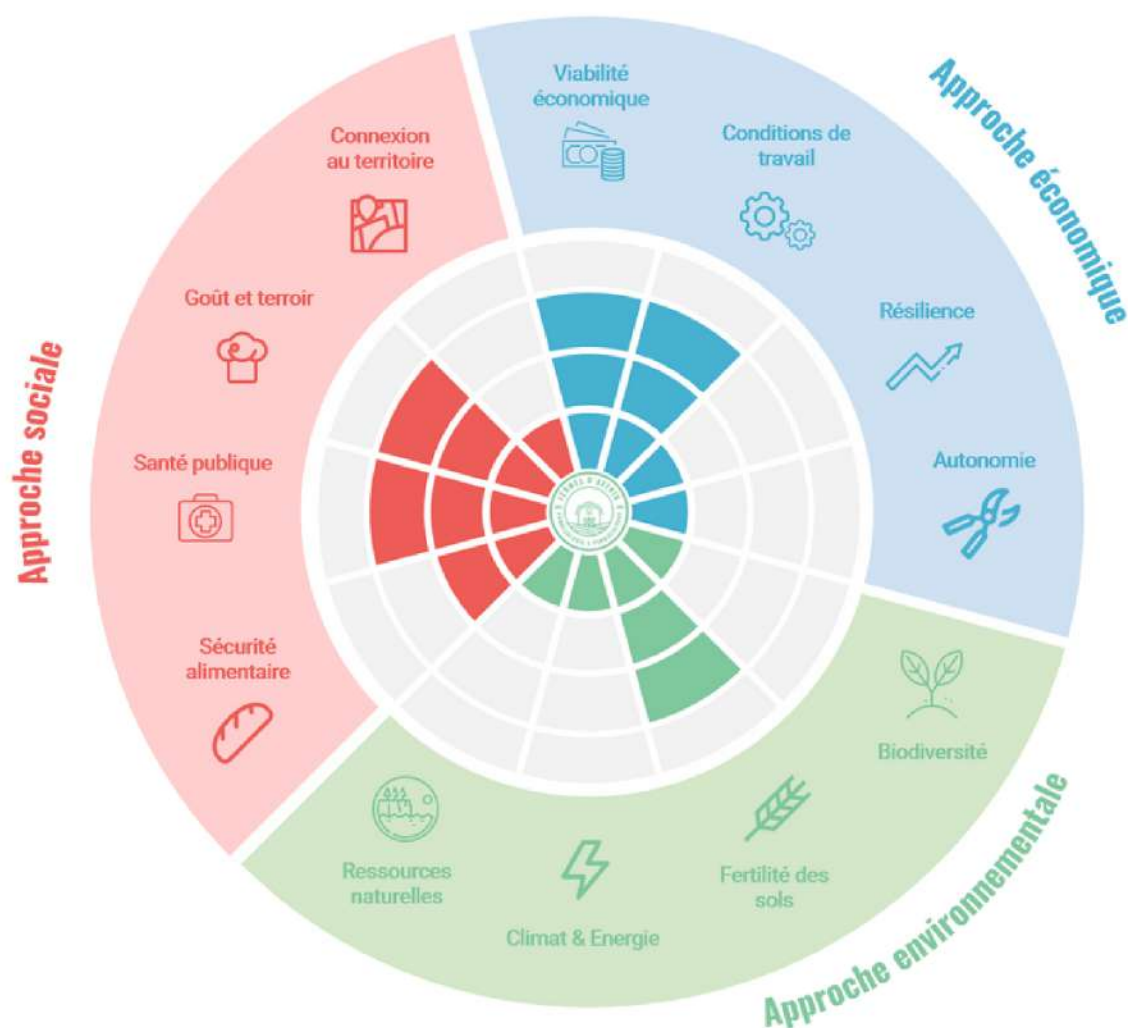 Approche économique
Viabilité
économique
Conditions de
travail
Résilience
Autonomie
Approche environnementale
Biodiversité
Fertilité des
sols
Climat & Energie
Ressources
naturelles
Approche sociale
Sécurité
alimentaire
Santé publique
Goût et terroir
Connexion
au territoire